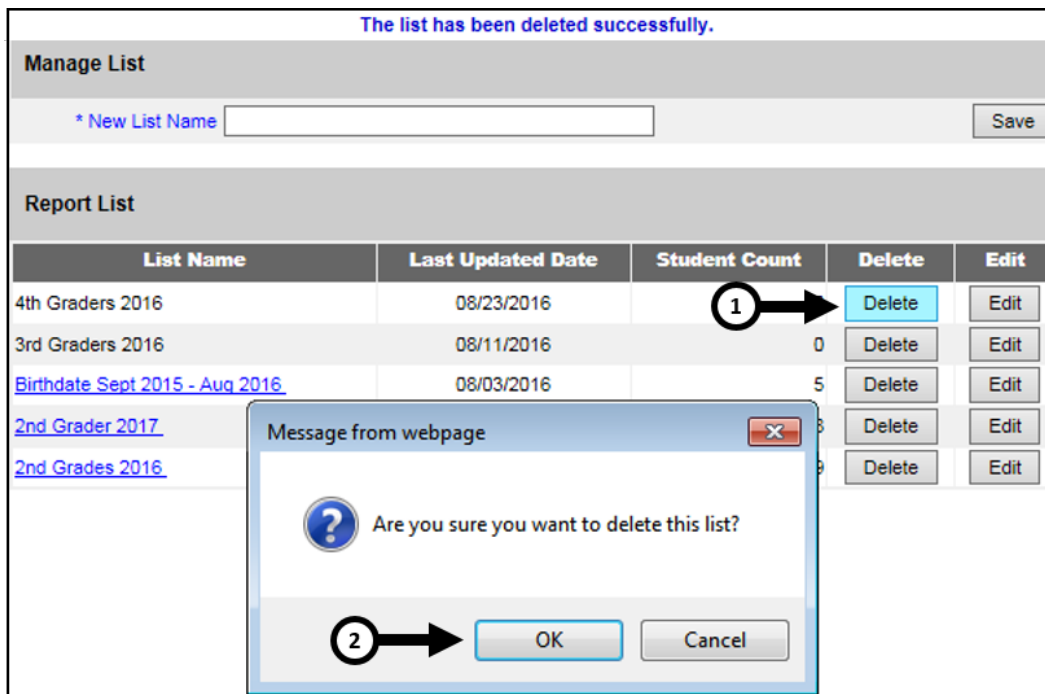 The list has been deleted successfully.
Manage List
* New List Name Save
Report List
List Name Last Updated Date Student Count Delete Edit
4th Graders 2016 08/23/2016 1 Delete Edit
3rd Graders 2016 08/11/2016 0 Delete Edit
Birthdate Sept 2015 - Aug 2016 08/03/2016 5 Delete Edit
2nd Grader 2017 Delete Edit
2nd Grades 2016 Delete Edit
Message from webpage
Are you sure you want to delete this list?
2 OK Cancel